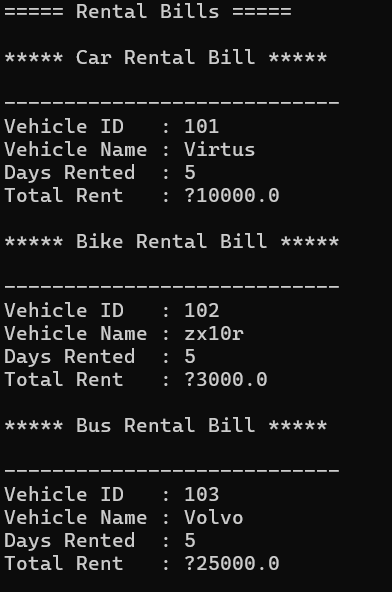 ===== Rental Bills =====
***** Car Rental Bill *****
----------------------------
Vehicle ID   : 101
Vehicle Name : Virtus
Days Rented  : 5
Total Rent   : ?10000.0
***** Bike Rental Bill *****
----------------------------
Vehicle ID   : 102
Vehicle Name : zx10r
Days Rented  : 5
Total Rent   : ?3000.0
***** Bus Rental Bill *****
----------------------------
Vehicle ID   : 103
Vehicle Name : Volvo
Days Rented  : 5
Total Rent   : ?25000.0